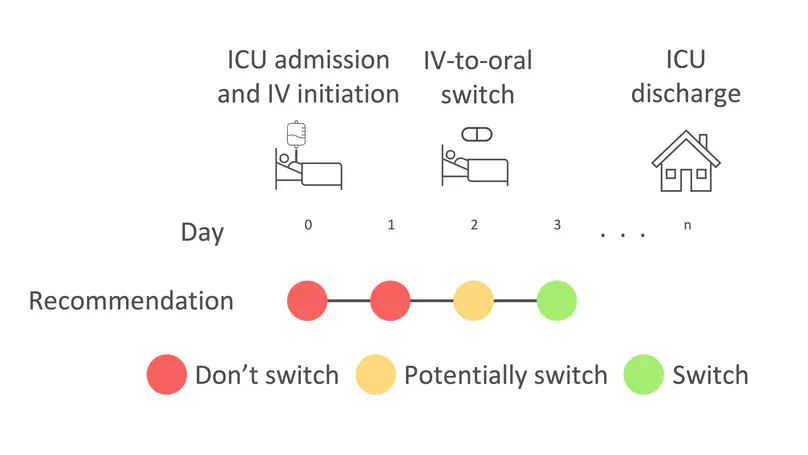 ICU admission
and IV initiation
IV-to-oral
switch
ICU
discharge
Day 0 1 2 3 . . . n
Recommendation
Don't switch Potentially switch Switch